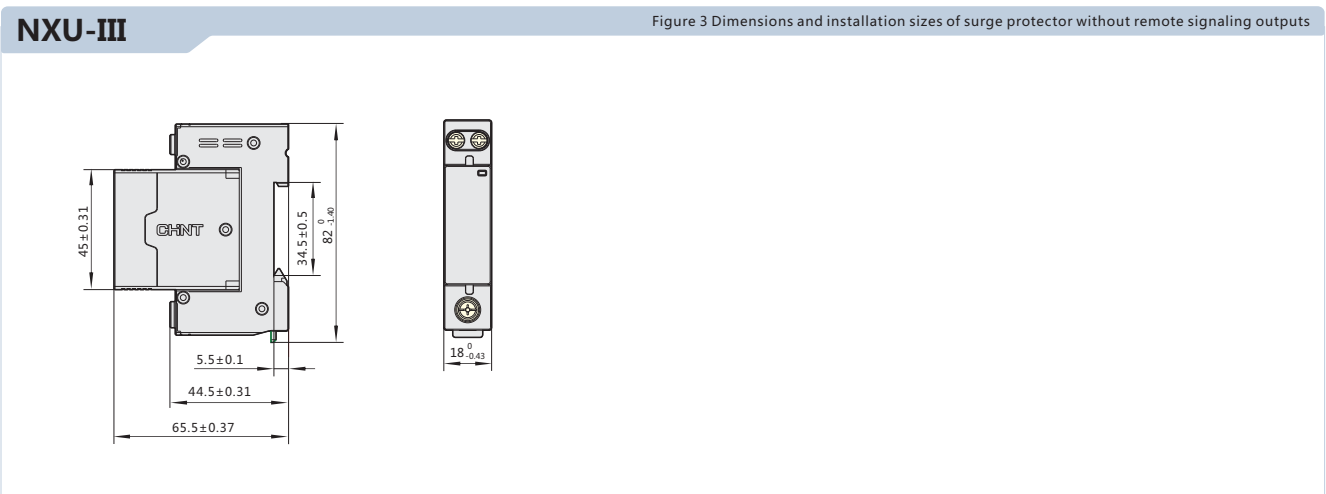 NXU-III
Figure 3 Dimensions and installation sizes of surge protector without remote signaling outputs
CHNT
45±0.31
34.5±0.5
82 0 -1.40
5.5±0.1
44.5±0.31
65.5±0.37
18 0 -0.43